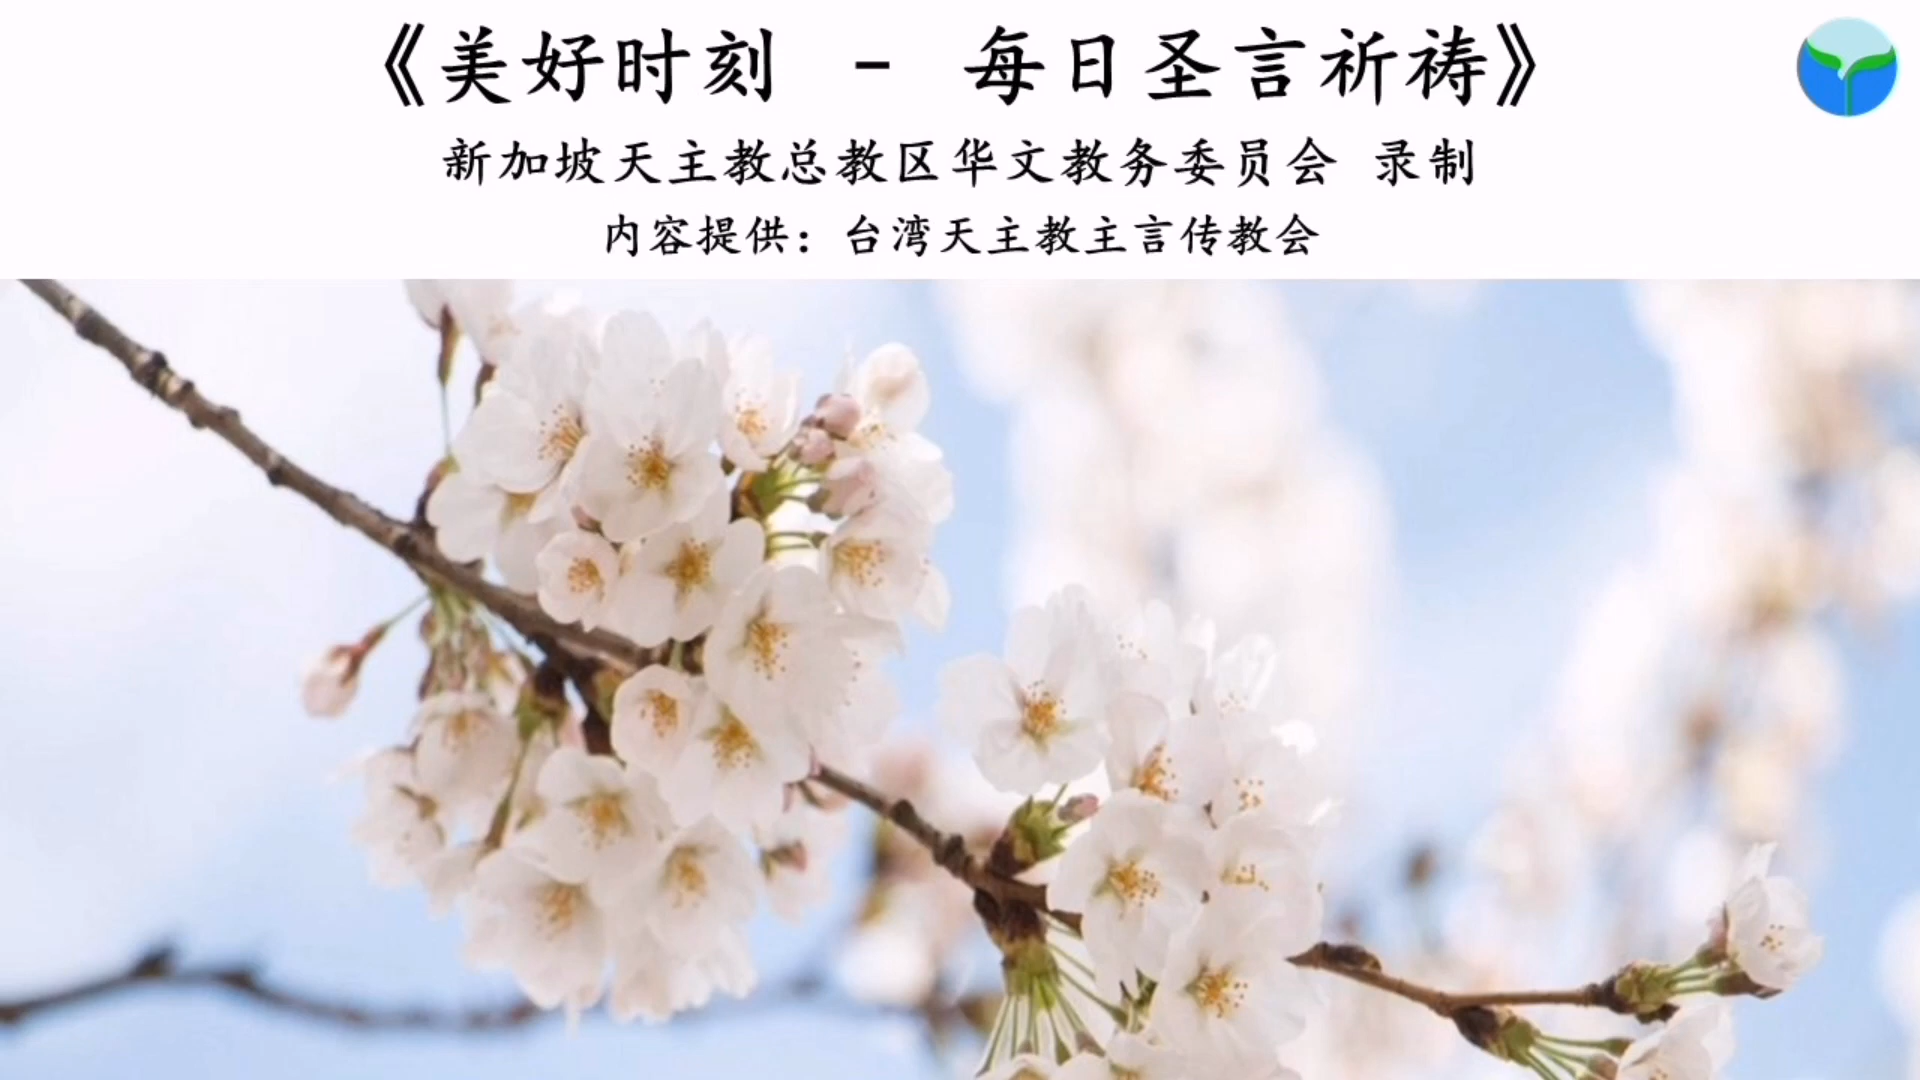 《美好时刻 - 每日圣言祈祷》
新加坡天主教总教区华文教务委员会 录制
内容提供：台湾天主教主言传教会